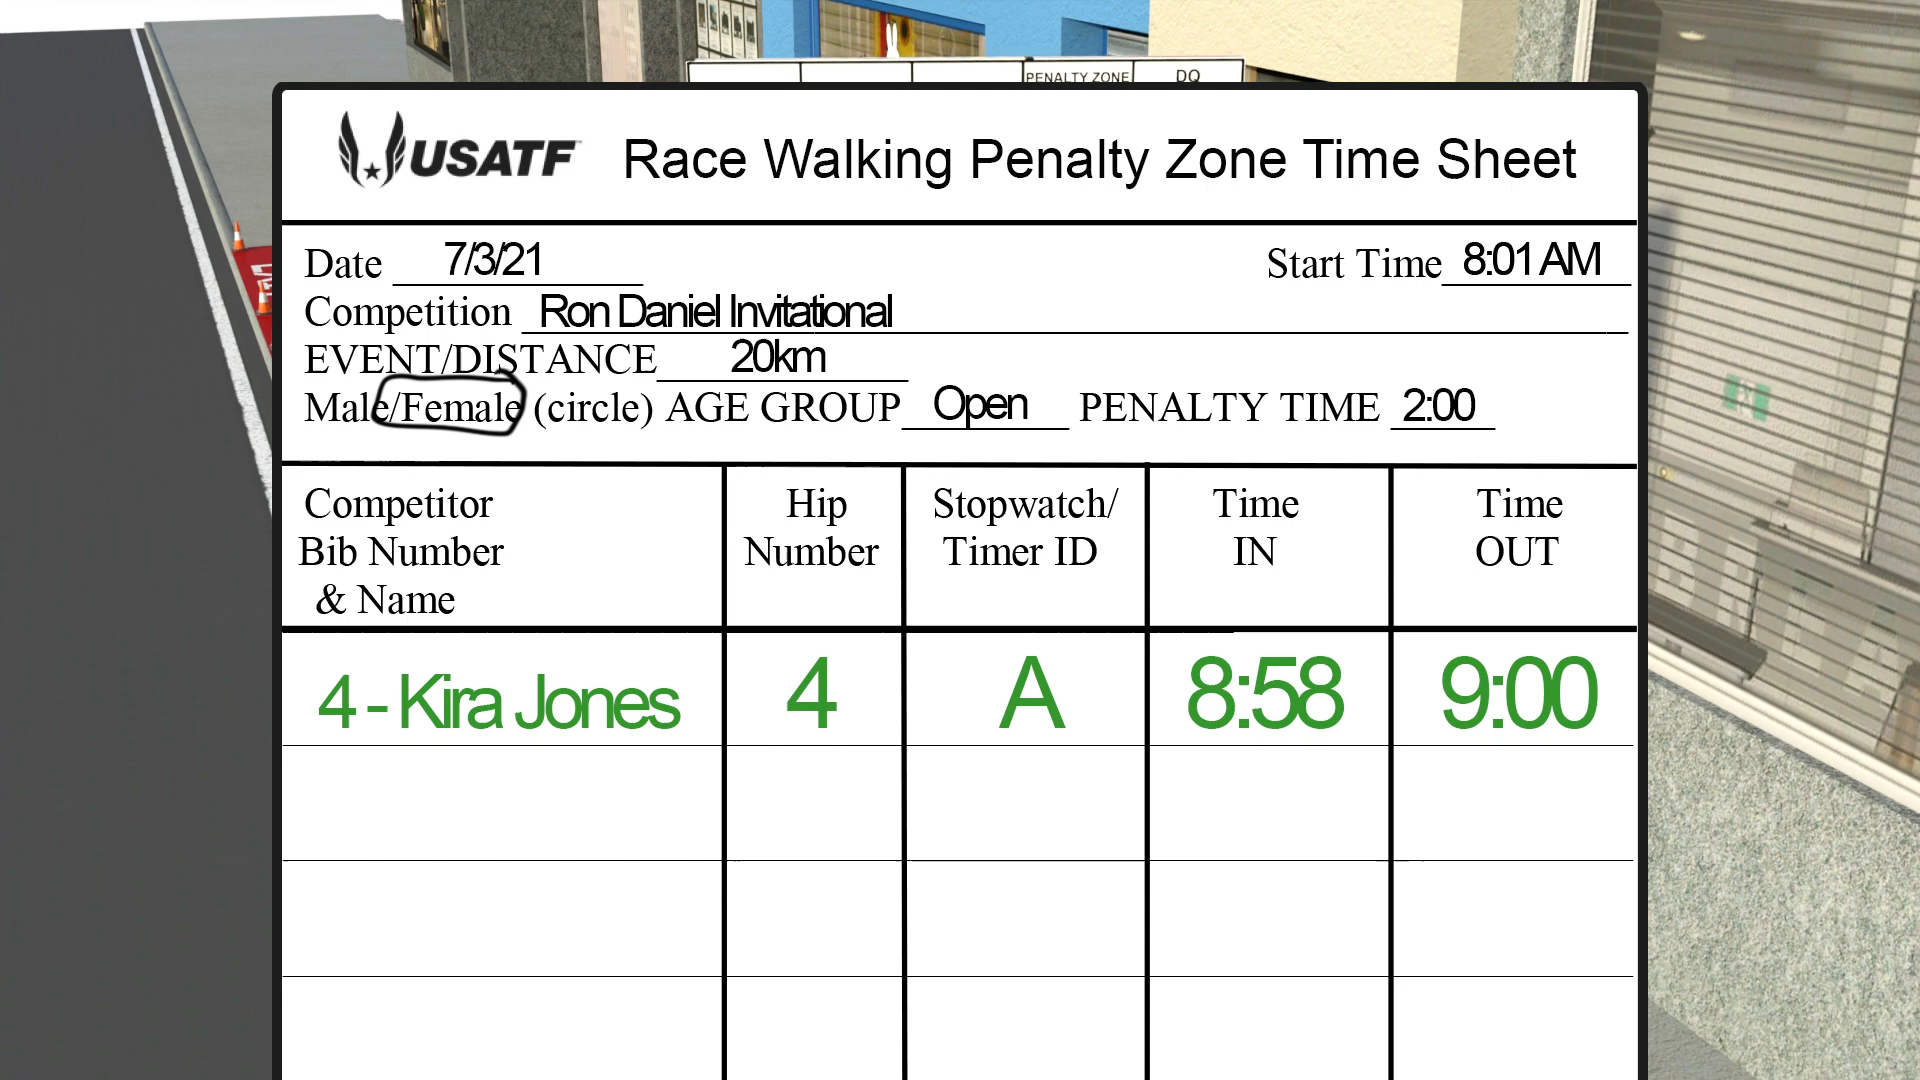 PENALTY ZONE DQ
USATF Race Walking Penalty Zone Time Sheet
Date 7/3/21 Start Time 8:01 AM
Competition Ron Daniel Invitational
EVENT/DISTANCE 20km
Male/Female (circle) AGE GROUP Open PENALTY TIME 2:00
Competitor Bib Number & Name
Hip Number
Stopwatch/ Timer ID
Time IN
Time OUT
4 - Kira Jones 4 A 8:58 9:00